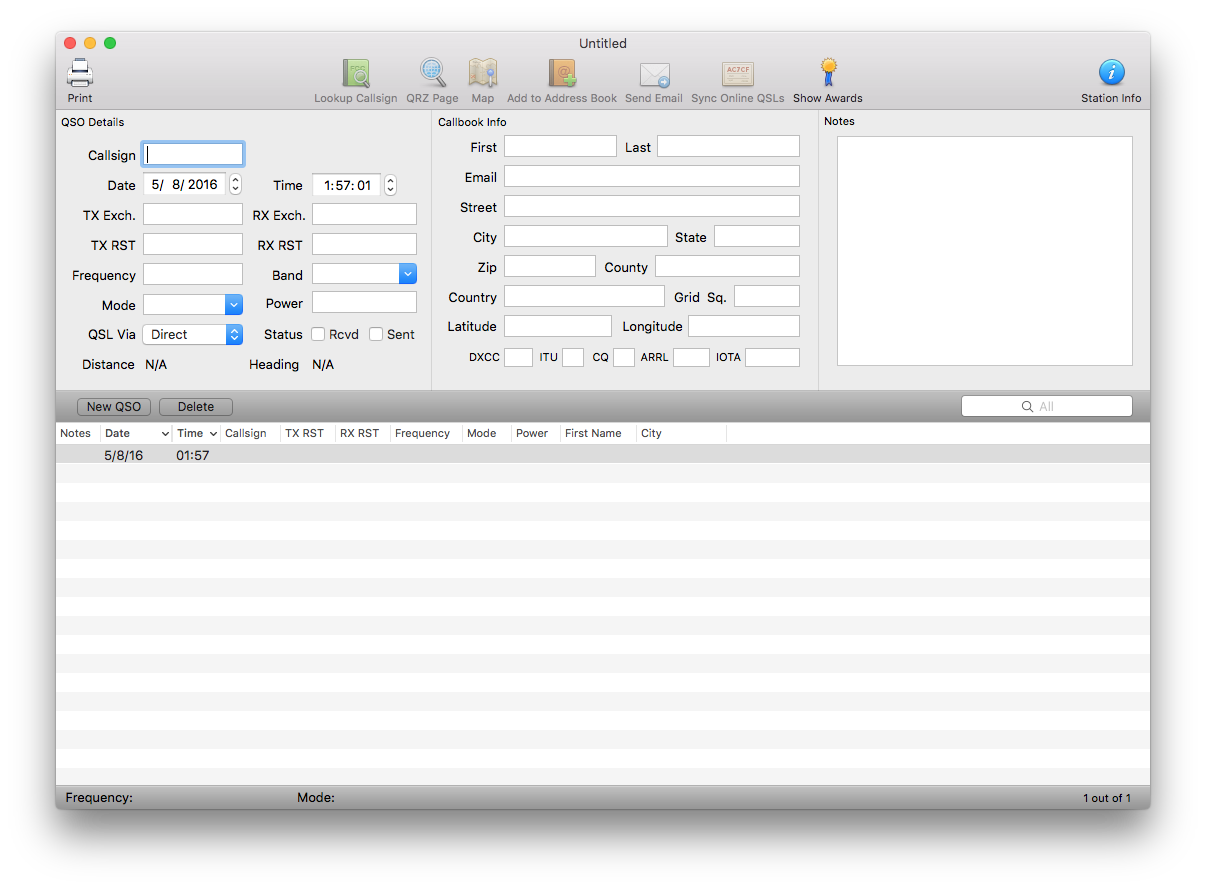 Untitled
Print
Lookup Callsign QRZ Page Map Add to Address Book Send Email Sync Online QSLs Show Awards Station Info
FDC
AC7CF
QSO Details
Callsign
Date 5/ 8/2016 Time 1:57:01
TX Exch. RX Exch.
TX RST RX RST
Frequency Band
Mode Power
QSL Via Direct Status Rcvd Sent
Distance N/A Heading N/A
Callbook Info
First Last
Email
Street
City State
Zip County
Country Grid Sq.
Latitude Longitude
DXCC ITU CQ ARRL IOTA
Notes
New QSO Delete All
Notes Date Time Callsign TX RST RX RST Frequency Mode Power First Name City
5/8/16 01:57
Frequency: Mode: 1 out of 1